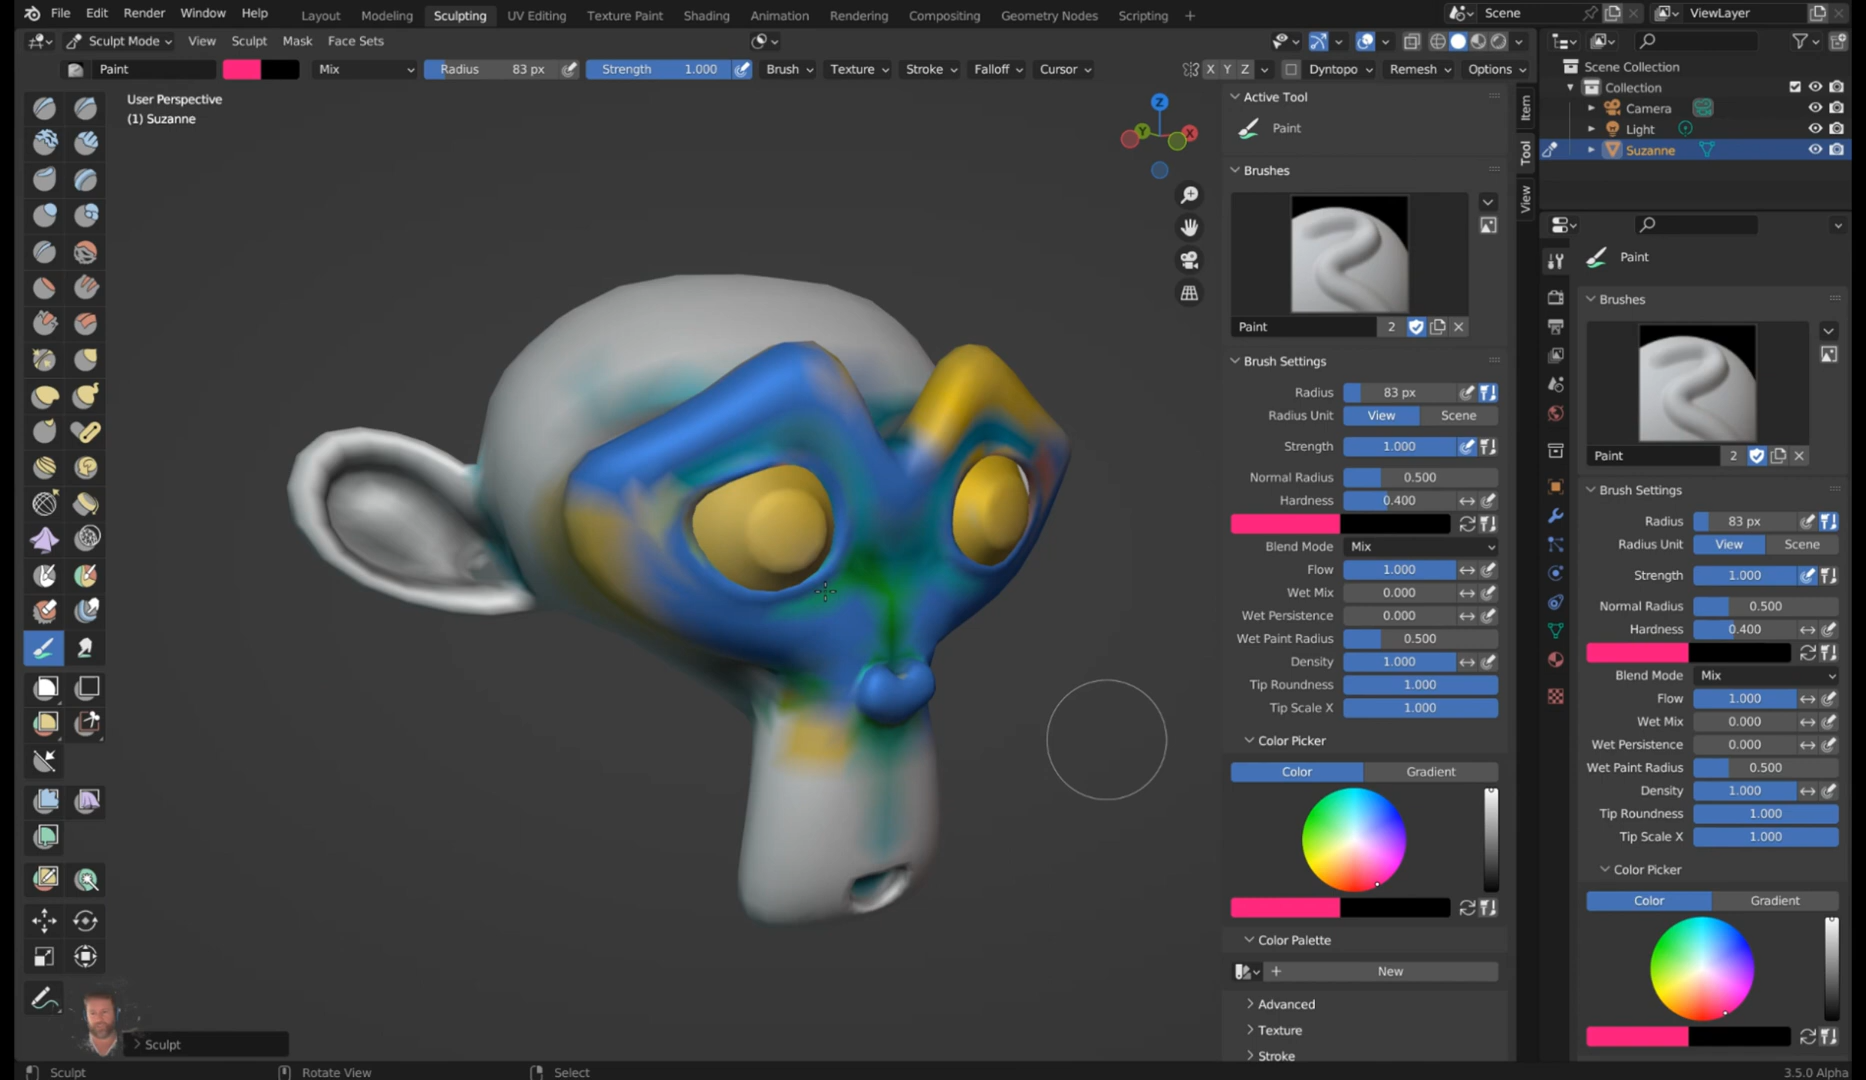 File Edit Render Window Help Layout Modeling Sculpting UV Editing Texture Paint Shading Animation Rendering Compositing Geometry Nodes Scripting + Scene ViewLayer
Sculpt Mode View Sculpt Mask Face Sets
Paint Mix Radius 83 px Strength 1.000 Brush Texture Stroke Falloff Cursor X Y Z Dyntopo Remesh Options
User Perspective
(1) Suzanne
Z
Y
X
Sculpt
Active Tool
Paint
Brushes
Paint 2
Brush Settings
Radius 83 px
Radius Unit View Scene
Strength 1.000
Normal Radius 0.500
Hardness 0.400
Blend Mode Mix
Flow 1.000
Wet Mix 0.000
Wet Persistence 0.000
Wet Paint Radius 0.500
Density 1.000
Tip Roundness 1.000
Tip Scale X 1.000
Color Picker
Color Gradient
Color Palette
+ New
Advanced
Texture
Stroke
Item
Tool
View
Scene Collection
Collection
Camera
Light
Suzanne
Paint
Brushes
Paint 2
Brush Settings
Radius 83 px
Radius Unit View Scene
Strength 1.000
Normal Radius 0.500
Hardness 0.400
Blend Mode Mix
Flow 1.000
Wet Mix 0.000
Wet Persistence 0.000
Wet Paint Radius 0.500
Density 1.000
Tip Roundness 1.000
Tip Scale X 1.000
Color Picker
Color Gradient
Sculpt Rotate View Select 3.5.0 Alpha